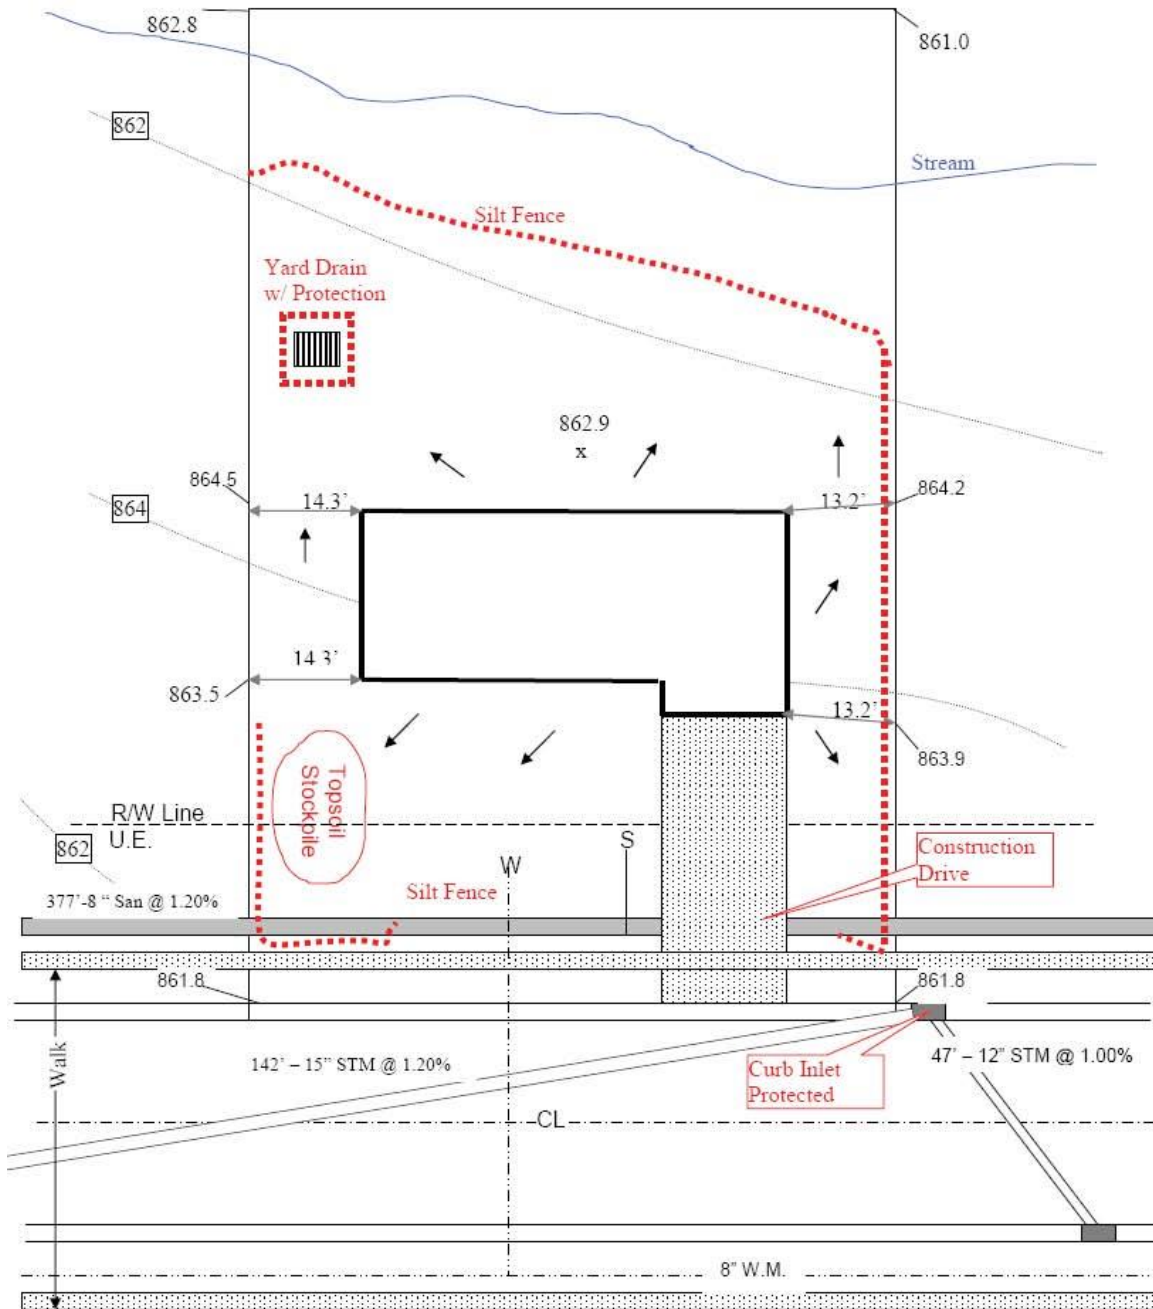 862.8
861.0
862
Stream
Silt Fence
Yard Drain
w/ Protection
862.9
x
864.5
14.3'
13.2'
864.2
864
14.3'
863.5
13.2'
863.9
Topsoil
Stockoile
R/W Line
U.E.
862
S
W
Construction
Drive
377'-8 " San @ 1.20%
Silt Fence
861.8
861.8
Walk
142' – 15" STM @ 1.20%
Curb Inlet
Protected
47' – 12" STM @ 1.00%
CL
8" W.M.